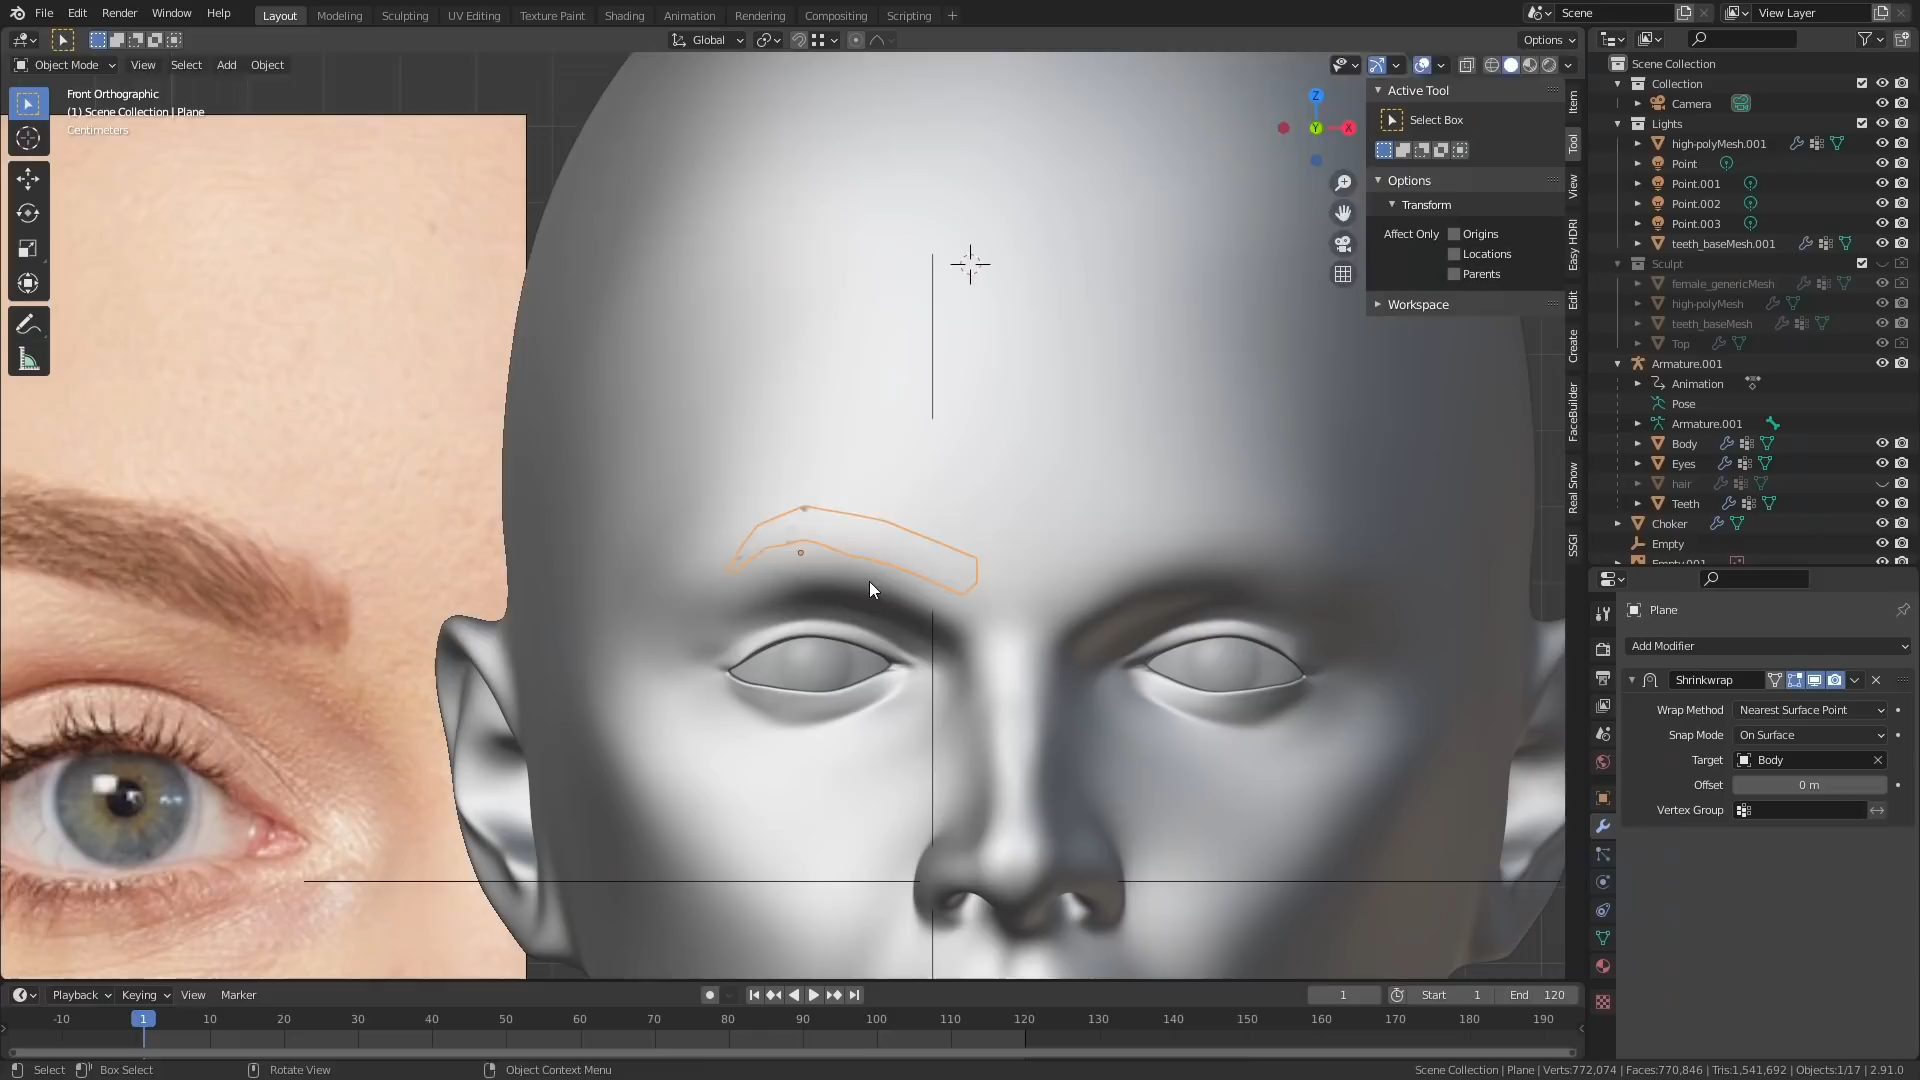 File Edit Render Window Help Layout Modeling Sculpting UV Editing Texture Paint Shading Animation Rendering Compositing Scripting + Scene View Layer
Global Options
Object Mode View Select Add Object
Front Orthographic
(1) Scene Collection | Plane
Centimeters
Z
Y
X
Active Tool
Select Box
Options
Transform
Affect Only Origins
Locations
Parents
Workspace
Item
Tool
View
Easy HDRI
Edit
Create
FaceBuilder
Real Snow
SSGI
Scene Collection
Collection
Camera
Lights
high-polyMesh.001
Point
Point.001
Point.002
Point.003
teeth_baseMesh.001
Sculpt
female_genericMesh
high-polyMesh
teeth_baseMesh
Top
Armature.001
Animation
Pose
Armature.001
Body
Eyes
hair
Teeth
Choker
Empty
Empty.001
Plane
Add Modifier
Shrinkwrap
Wrap Method Nearest Surface Point
Snap Mode On Surface
Target Body
Offset 0 m
Vertex Group
Playback Keying View Marker 1 Start 1 End 120
-10 1 10 20 30 40 50 60 70 80 90 100 110 120 130 140 150 160 170 180 190
Select Box Select Rotate View Object Context Menu Scene Collection | Plane | Verts:772,074 | Faces:770,846 | Tris:1,541,692 | Objects:1/17 | 2.91.0